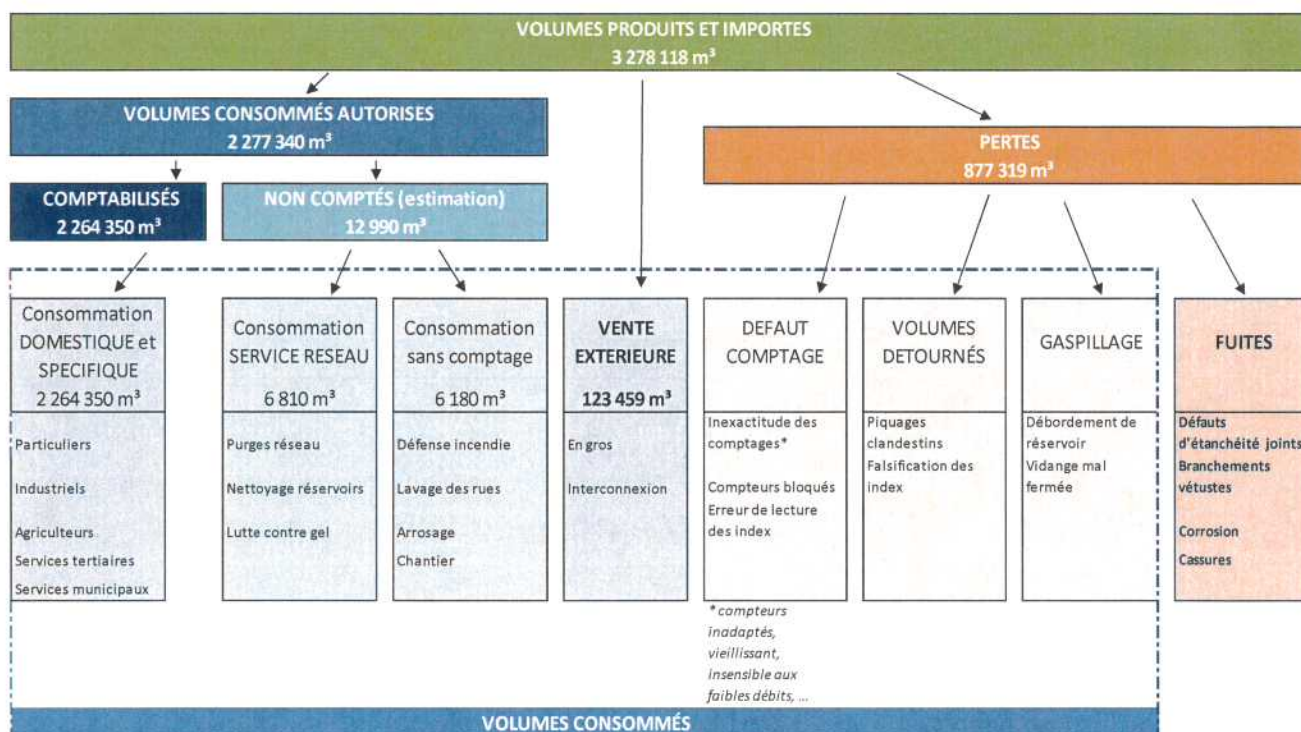 VOLUMES PRODUITS ET IMPORTES
3 278 118 m³
VOLUMES CONSOMMÉS AUTORISES
2 277 340 m³
PERTES
877 319 m³
COMPTABILISÉS
2 264 350 m³
NON COMPTÉS (estimation)
12 990 m³
Consommation
DOMESTIQUE et
SPECIFIQUE
2 264 350 m³
Particuliers
Industriels
Agriculteurs
Services tertiaires
Services municipaux
Consommation
SERVICE RESEAU
6 810 m³
Purges réseau
Nettoyage réservoirs
Lutte contre gel
Consommation
sans comptage
6 180 m³
Défense incendie
Lavage des rues
Arrosage
Chantier
VENTE
EXTERIEURE
123 459 m³
En gros
Interconnexion
DEFAUT
COMPTAGE
Inexactitude des
comptages*
Compteurs bloqués
Erreur de lecture
des index
* compteurs
inadaptés,
vieillissant,
insensible aux
faibles débits, ...
VOLUMES
DETOURNÉS
Piquages
clandestins
Falsification des
index
GASPILLAGE
Débordement de
réservoir
Vidange mal
fermée
FUITES
Défauts
d'étanchéité joints
Branchements
vétustes
Corrosion
Cassures
VOLUMES CONSOMMÉS